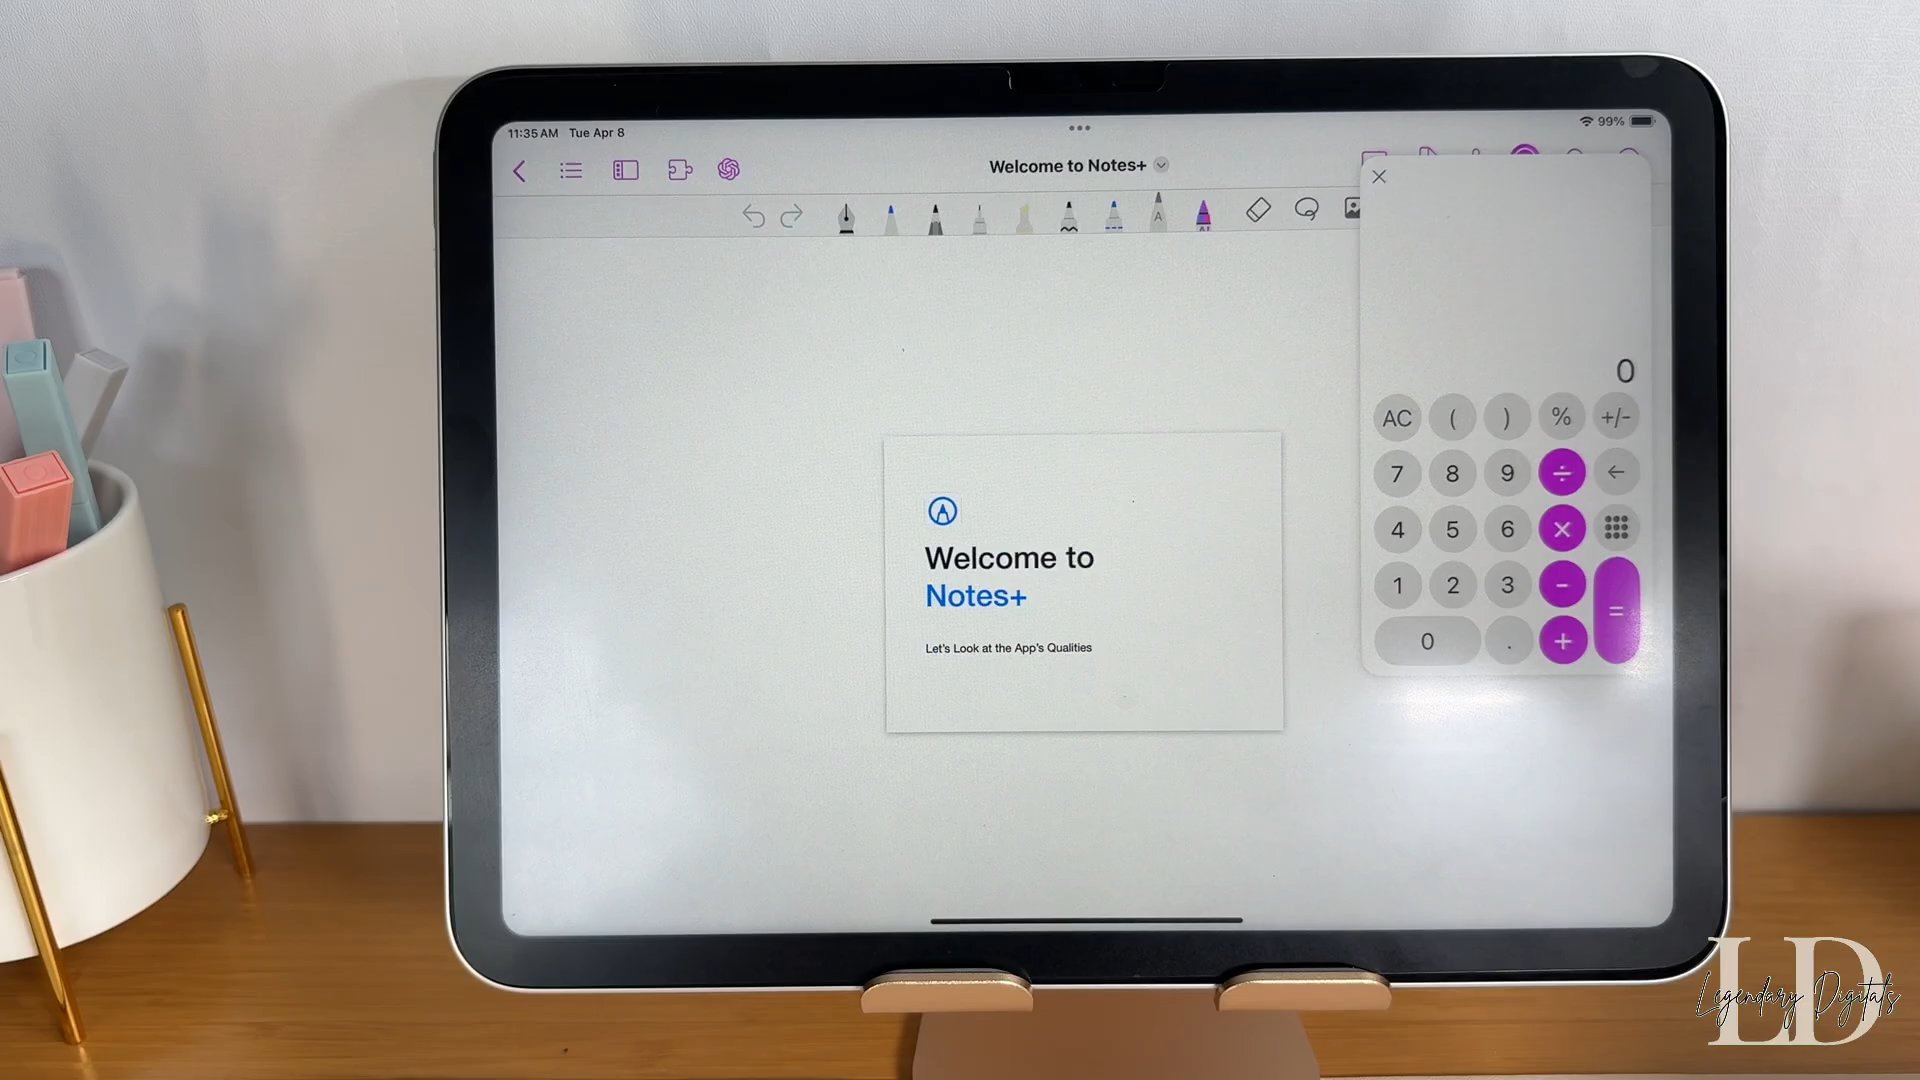 11:35 AM Tue Apr 8
99%
Welcome to Notes+
A
AI
0
AC ( ) % +/-
7 8 9 ÷ ←
4 5 6 ×
1 2 3 −
=
0 . +
Welcome to
Notes+
Let's Look at the App's Qualities
LD
Legendary Digitals